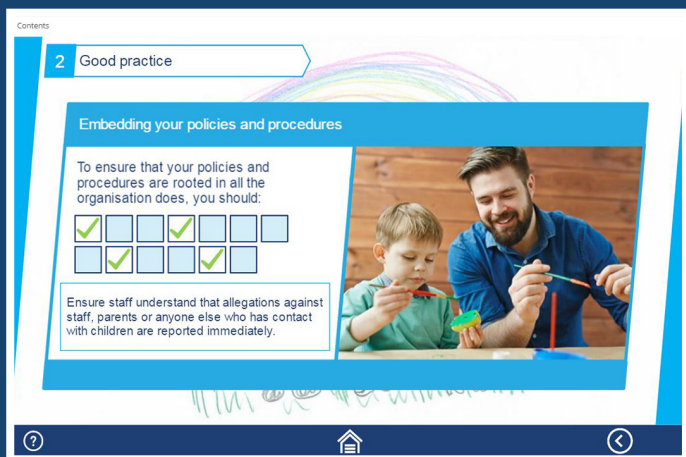 Contents
2 Good practice
Embedding your policies and procedures
To ensure that your policies and
procedures are rooted in all the
organisation does, you should:
Ensure staff understand that allegations against
staff, parents or anyone else who has contact
with children are reported immediately.
?